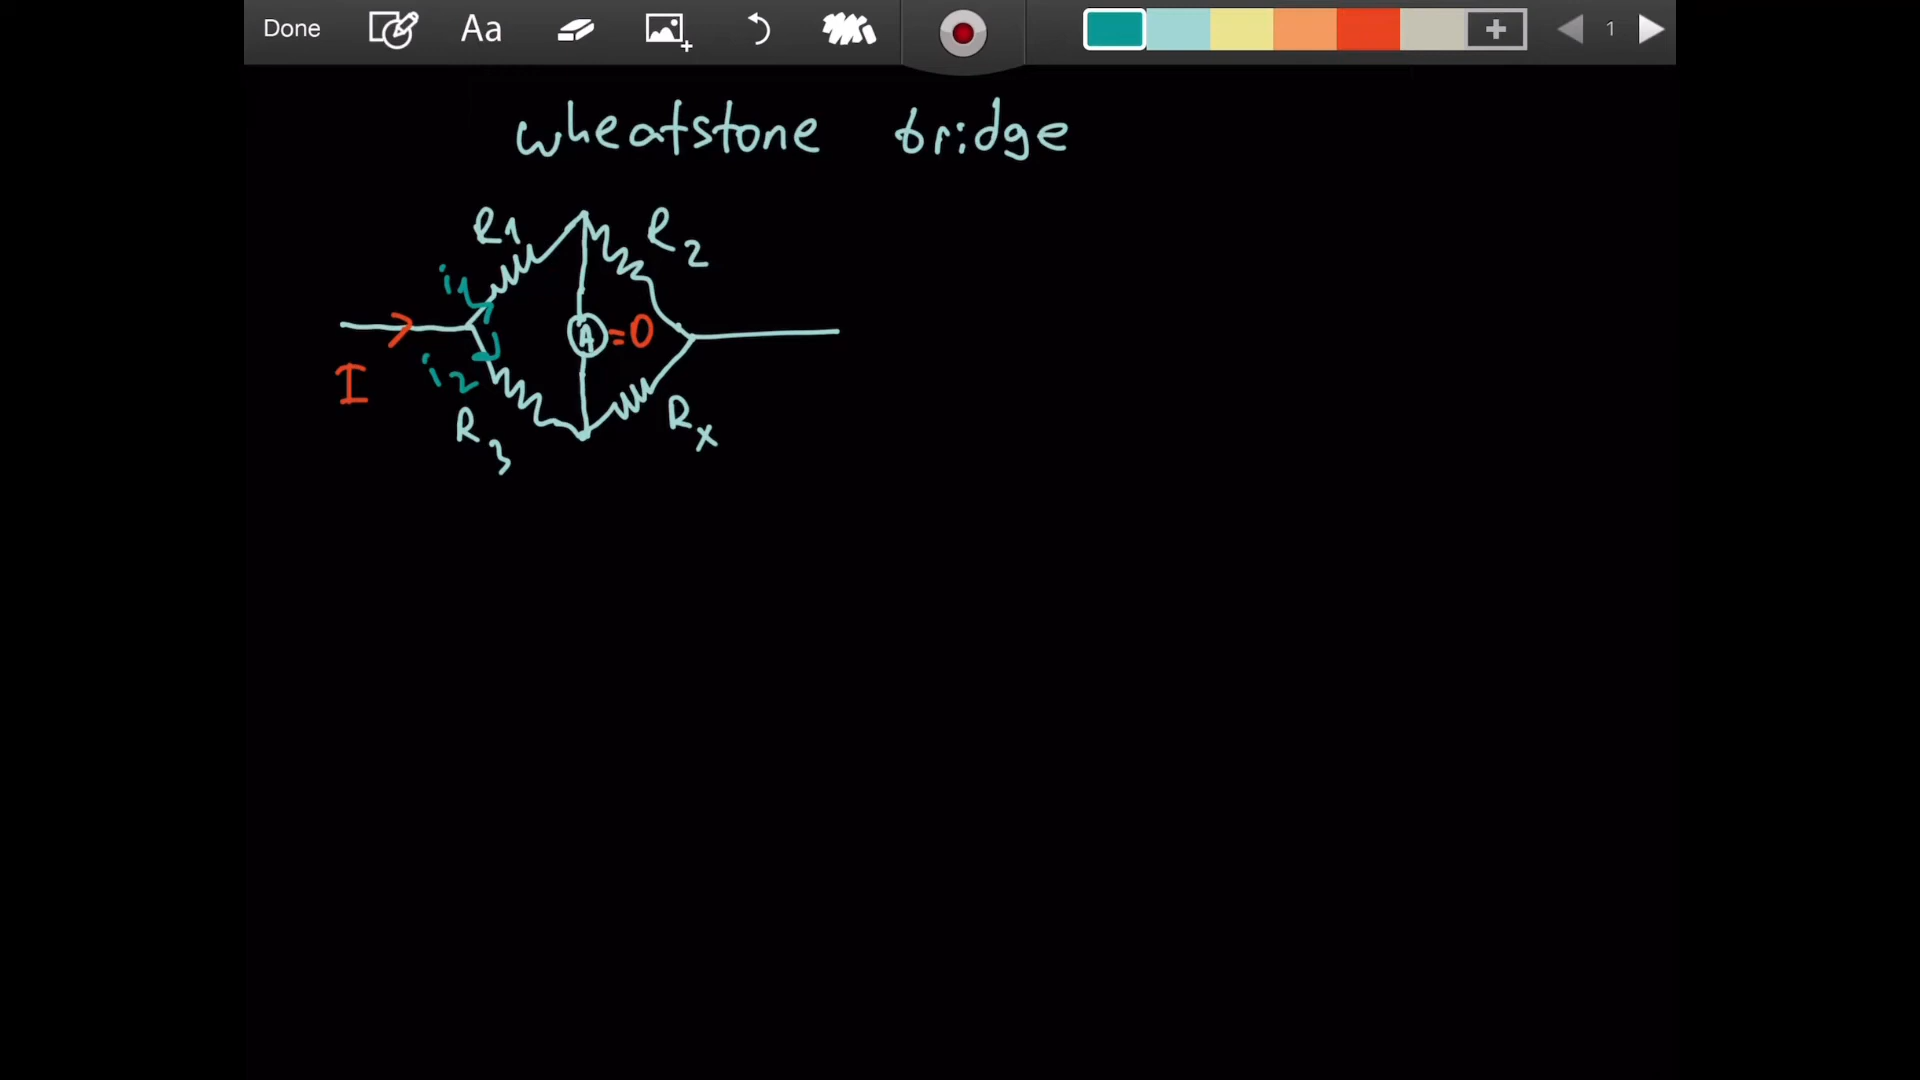 Done Aa 1
wheatstone bridge
R1 R2
i1
A =0
I i2
R3 Rx